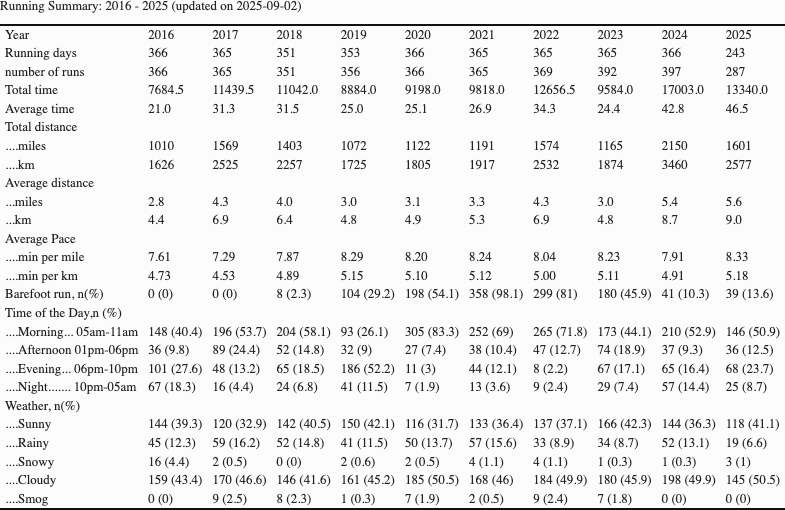 Running Summary: 2016 - 2025 (updated on 2025-09-02)
Year 2016 2017 2018 2019 2020 2021 2022 2023 2024 2025
Running days 366 365 351 353 366 365 365 365 366 243
number of runs 366 365 351 356 366 365 369 392 397 287
Total time 7684.5 11439.5 11042.0 8884.0 9198.0 9818.0 12656.5 9584.0 17003.0 13340.0
Average time 21.0 31.3 31.5 25.0 25.1 26.9 34.3 24.4 42.8 46.5
Total distance
....miles 1010 1569 1403 1072 1122 1191 1574 1165 2150 1601
....km 1626 2525 2257 1725 1805 1917 2532 1874 3460 2577
Average distance
...miles 2.8 4.3 4.0 3.0 3.1 3.3 4.3 3.0 5.4 5.6
...km 4.4 6.9 6.4 4.8 4.9 5.3 6.9 4.8 8.7 9.0
Average Pace
....min per mile 7.61 7.29 7.87 8.29 8.20 8.24 8.04 8.23 7.91 8.33
....min per km 4.73 4.53 4.89 5.15 5.10 5.12 5.00 5.11 4.91 5.18
Barefoot run, n(%) 0 (0) 0 (0) 8 (2.3) 104 (29.2) 198 (54.1) 358 (98.1) 299 (81) 180 (45.9) 41 (10.3) 39 (13.6)
Time of the Day,n (%)
....Morning... 05am-11am 148 (40.4) 196 (53.7) 204 (58.1) 93 (26.1) 305 (83.3) 252 (69) 265 (71.8) 173 (44.1) 210 (52.9) 146 (50.9)
....Afternoon 01pm-06pm 36 (9.8) 89 (24.4) 52 (14.8) 32 (9) 27 (7.4) 38 (10.4) 47 (12.7) 74 (18.9) 37 (9.3) 36 (12.5)
....Evening... 06pm-10pm 101 (27.6) 48 (13.2) 65 (18.5) 186 (52.2) 11 (3) 44 (12.1) 8 (2.2) 67 (17.1) 65 (16.4) 68 (23.7)
....Night....... 10pm-05am 67 (18.3) 16 (4.4) 24 (6.8) 41 (11.5) 7 (1.9) 13 (3.6) 9 (2.4) 29 (7.4) 57 (14.4) 25 (8.7)
Weather, n(%)
....Sunny 144 (39.3) 120 (32.9) 142 (40.5) 150 (42.1) 116 (31.7) 133 (36.4) 137 (37.1) 166 (42.3) 144 (36.3) 118 (41.1)
....Rainy 45 (12.3) 59 (16.2) 52 (14.8) 41 (11.5) 50 (13.7) 57 (15.6) 33 (8.9) 34 (8.7) 52 (13.1) 19 (6.6)
....Snowy 16 (4.4) 2 (0.5) 0 (0) 2 (0.6) 2 (0.5) 4 (1.1) 4 (1.1) 1 (0.3) 1 (0.3) 3 (1)
....Cloudy 159 (43.4) 170 (46.6) 146 (41.6) 161 (45.2) 185 (50.5) 168 (46) 184 (49.9) 180 (45.9) 198 (49.9) 145 (50.5)
....Smog 0 (0) 9 (2.5) 8 (2.3) 1 (0.3) 7 (1.9) 2 (0.5) 9 (2.4) 7 (1.8) 0 (0) 0 (0)